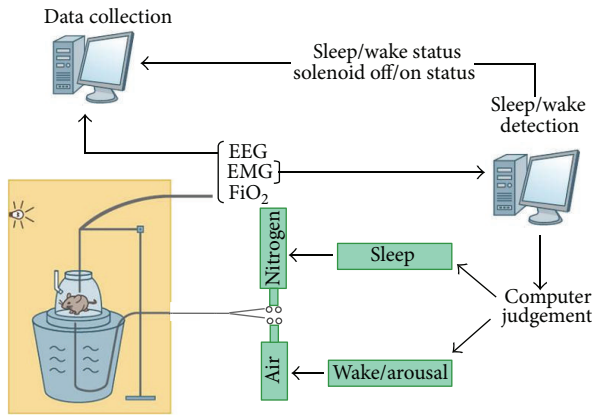 Data collection
Sleep/wake status
solenoid off/on status
Sleep/wake
detection
EEG
EMG
FiO₂
Nitrogen
Sleep
Computer
judgement
Air
Wake/arousal